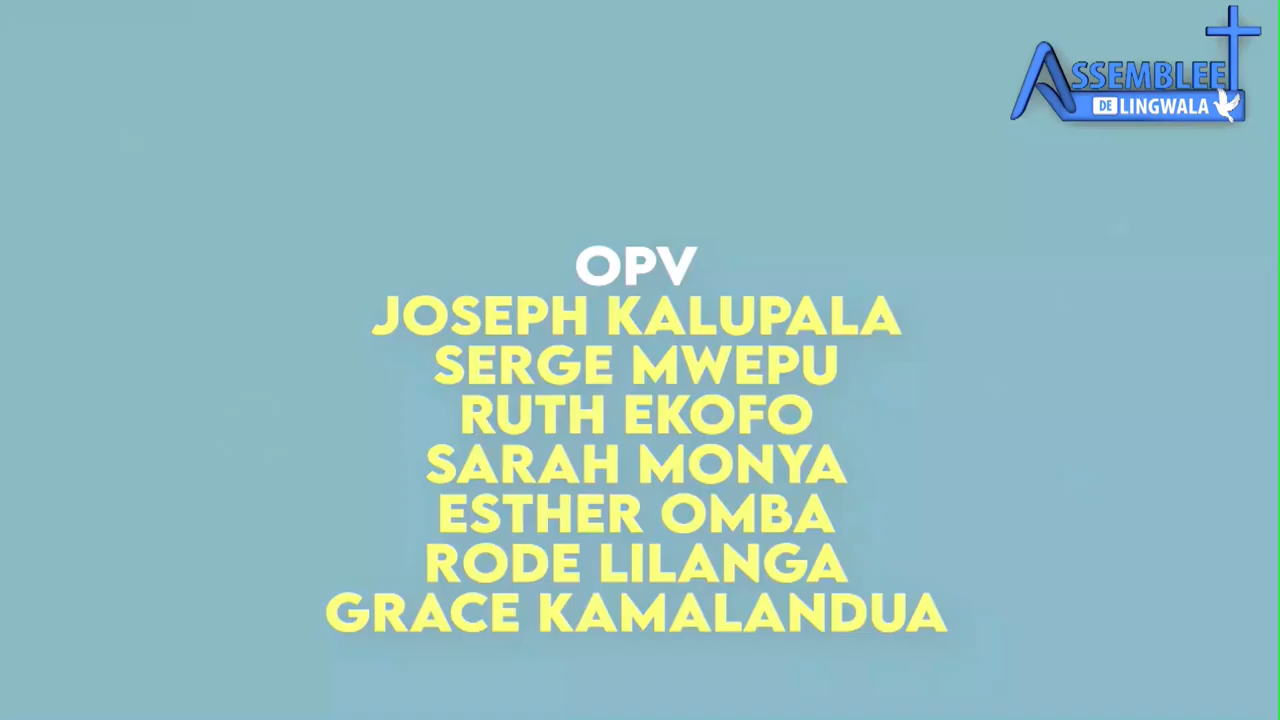 ASSEMBLEE
DE LINGWALA
OPV
JOSEPH KALUPALA
SERGE MWEPU
RUTH EKOFO
SARAH MONYA
ESTHER OMBA
RODE LILANGA
GRACE KAMALANDUA